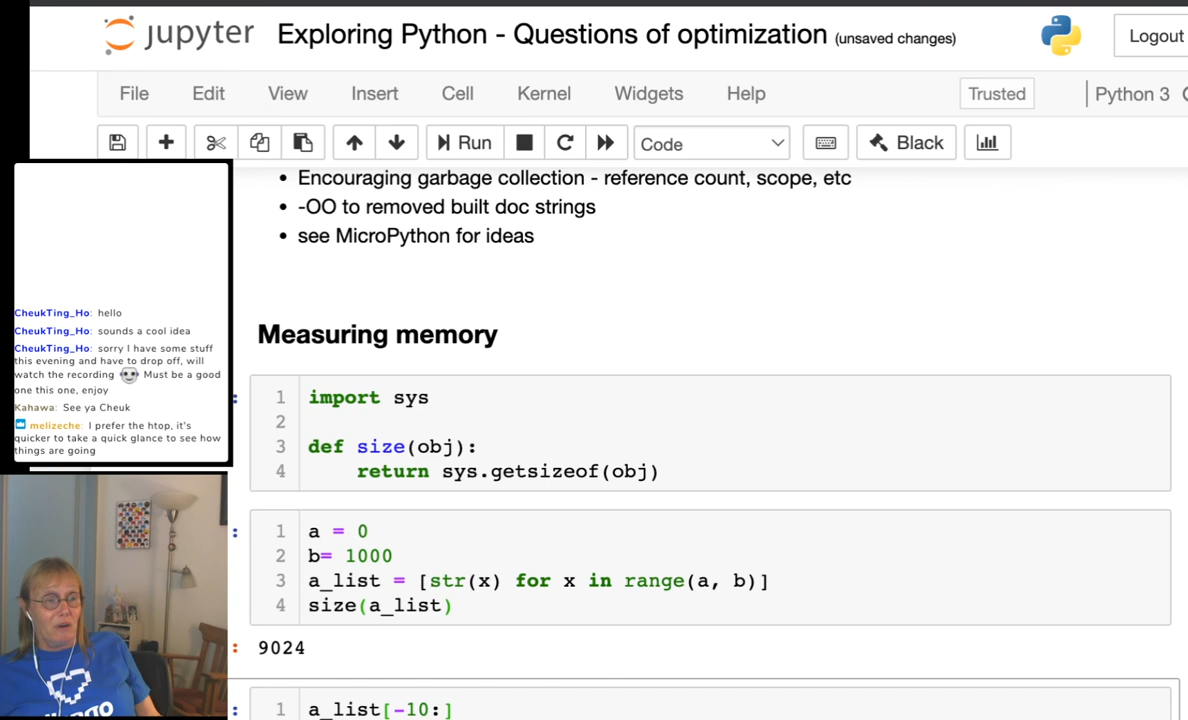 jupyter Exploring Python - Questions of optimization (unsaved changes) Logout
File Edit View Insert Cell Kernel Widgets Help Trusted Python 3
Run Code Black
• Encouraging garbage collection - reference count, scope, etc
• -OO to removed built doc strings
• see MicroPython for ideas
CheukTing_Ho: hello
CheukTing_Ho: sounds a cool idea
CheukTing_Ho: sorry I have some stuff
this evening and have to drop off, will
watch the recording Must be a good
one this one, enjoy
Kahawa: See ya Cheuk
melizeche: I prefer the htop, it's
quicker to take a quick glance to see how
things are going
Measuring memory
1 import sys
2
3 def size(obj):
4 return sys.getsizeof(obj)
1 a = 0
2 b= 1000
3 a_list = [str(x) for x in range(a, b)]
4 size(a_list)
9024
1 a_list[-10:]